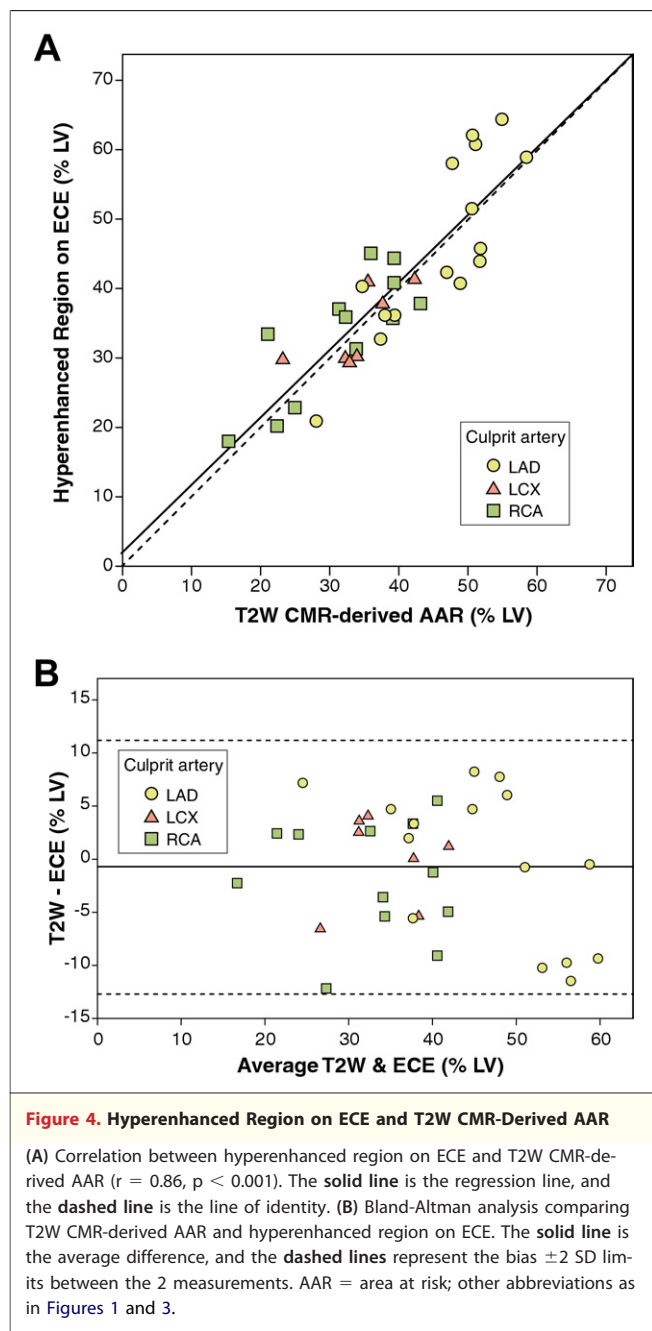 A
70
60
50
40
30
20
10
0
Hyperenhanced Region on ECE (% LV)
Culprit artery
LAD
LCX
RCA
0 10 20 30 40 50 60 70
T2W CMR-derived AAR (% LV)
B
15
10
5
0
-5
-10
-15
T2W - ECE (% LV)
Culprit artery
LAD
LCX
RCA
0 10 20 30 40 50 60
Average T2W & ECE (% LV)
Figure 4. Hyperenhanced Region on ECE and T2W CMR-Derived AAR
(A) Correlation between hyperenhanced region on ECE and T2W CMR-de-
rived AAR (r = 0.86, p < 0.001). The solid line is the regression line, and
the dashed line is the line of identity. (B) Bland-Altman analysis comparing
T2W CMR-derived AAR and hyperenhanced region on ECE. The solid line is
the average difference, and the dashed lines represent the bias ±2 SD lim-
its between the 2 measurements. AAR = area at risk; other abbreviations as
in Figures 1 and 3.